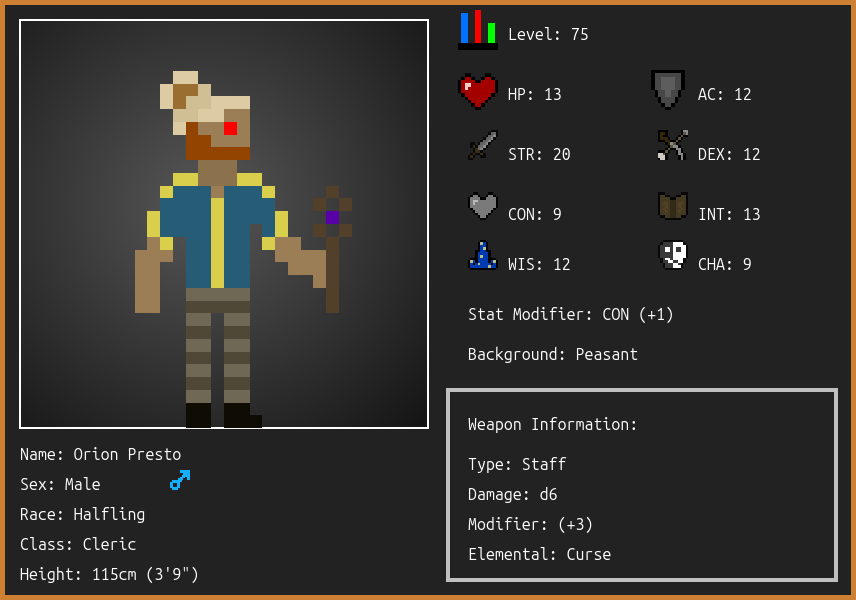 Level: 75
HP: 13
AC: 12
STR: 20
DEX: 12
CON: 9
INT: 13
WIS: 12
CHA: 9
Stat Modifier: CON (+1)
Background: Peasant
Weapon Information:
Type: Staff
Damage: d6
Modifier: (+3)
Elemental: Curse
Name: Orion Presto
Sex: Male
Race: Halfling
Class: Cleric
Height: 115cm (3'9")